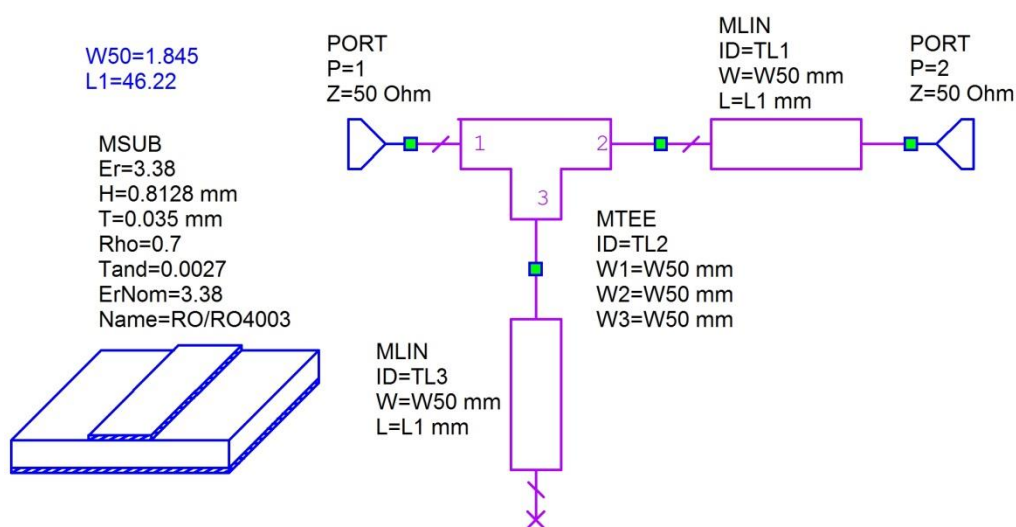 W50=1.845
L1=46.22
MSUB
Er=3.38
H=0.8128 mm
T=0.035 mm
Rho=0.7
Tand=0.0027
ErNom=3.38
Name=RO/RO4003
PORT
P=1
Z=50 Ohm
1
2
3
MLIN
ID=TL1
W=W50 mm
L=L1 mm
PORT
P=2
Z=50 Ohm
MTEE
ID=TL2
W1=W50 mm
W2=W50 mm
W3=W50 mm
MLIN
ID=TL3
W=W50 mm
L=L1 mm